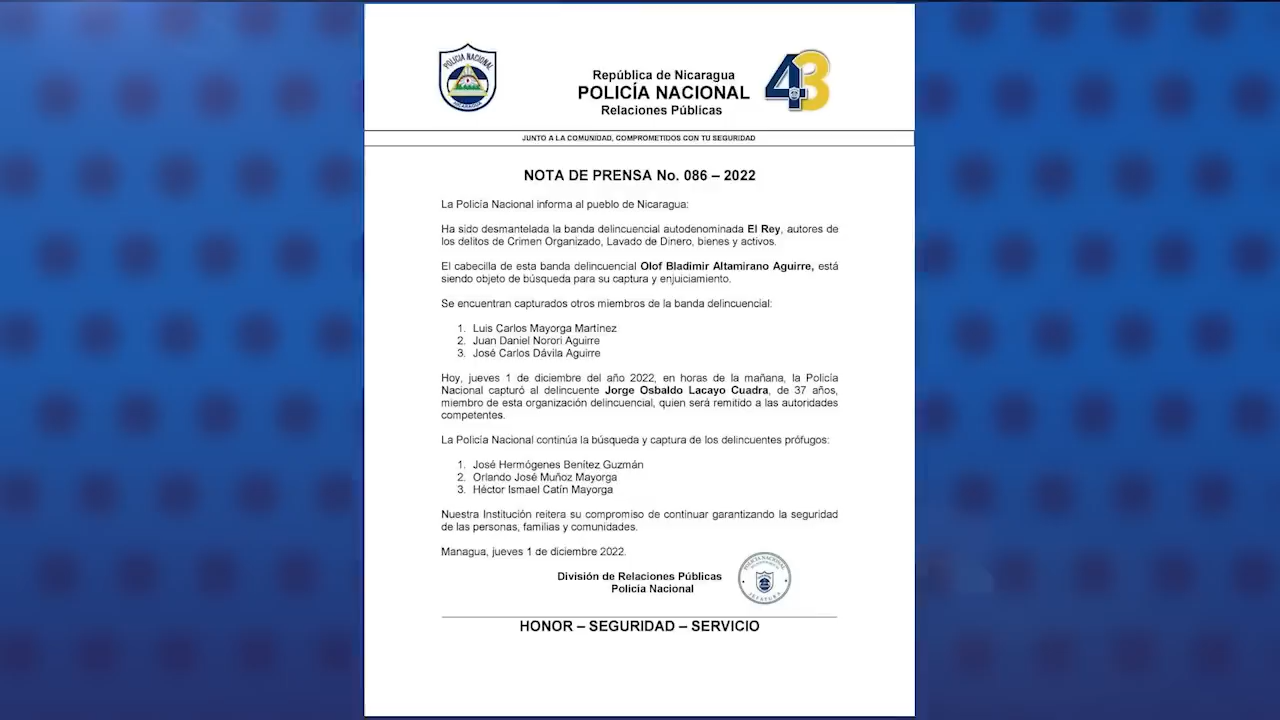 POLICÍA NACIONAL
NICARAGUA
República de Nicaragua
POLICÍA NACIONAL
Relaciones Públicas
43
JUNTO A LA COMUNIDAD, COMPROMETIDOS CON TU SEGURIDAD
NOTA DE PRENSA No. 086 – 2022
La Policía Nacional informa al pueblo de Nicaragua:
Ha sido desmantelada la banda delincuencial autodenominada El Rey, autores de
los delitos de Crimen Organizado, Lavado de Dinero, bienes y activos.
El cabecilla de esta banda delincuencial Olof Bladimir Altamirano Aguirre, está
siendo objeto de búsqueda para su captura y enjuiciamiento.
Se encuentran capturados otros miembros de la banda delincuencial:
1. Luis Carlos Mayorga Martínez
2. Juan Daniel Norori Aguirre
3. José Carlos Dávila Aguirre
Hoy, jueves 1 de diciembre del año 2022, en horas de la mañana, la Policía
Nacional capturó al delincuente Jorge Osbaldo Lacayo Cuadra, de 37 años,
miembro de esta organización delincuencial, quien será remitido a las autoridades
competentes.
La Policía Nacional continúa la búsqueda y captura de los delincuentes prófugos:
1. José Hermógenes Benítez Guzmán
2. Orlando José Muñoz Mayorga
3. Héctor Ismael Catín Mayorga
Nuestra Institución reitera su compromiso de continuar garantizando la seguridad
de las personas, familias y comunidades.
Managua, jueves 1 de diciembre 2022.
División de Relaciones Públicas
Policía Nacional
POLICÍA NACIONAL
JEFATURA
HONOR – SEGURIDAD – SERVICIO